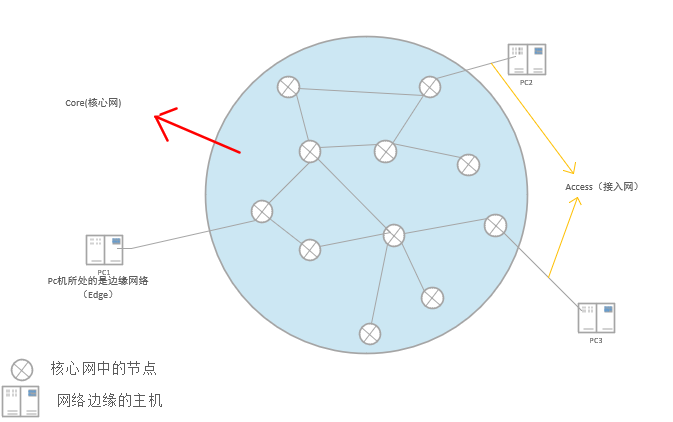 PC2
Core(核心网)
Access（接入网）
PC1
Pc机所处的是边缘网络
（Edge）
PC3
核心网中的节点
网络边缘的主机